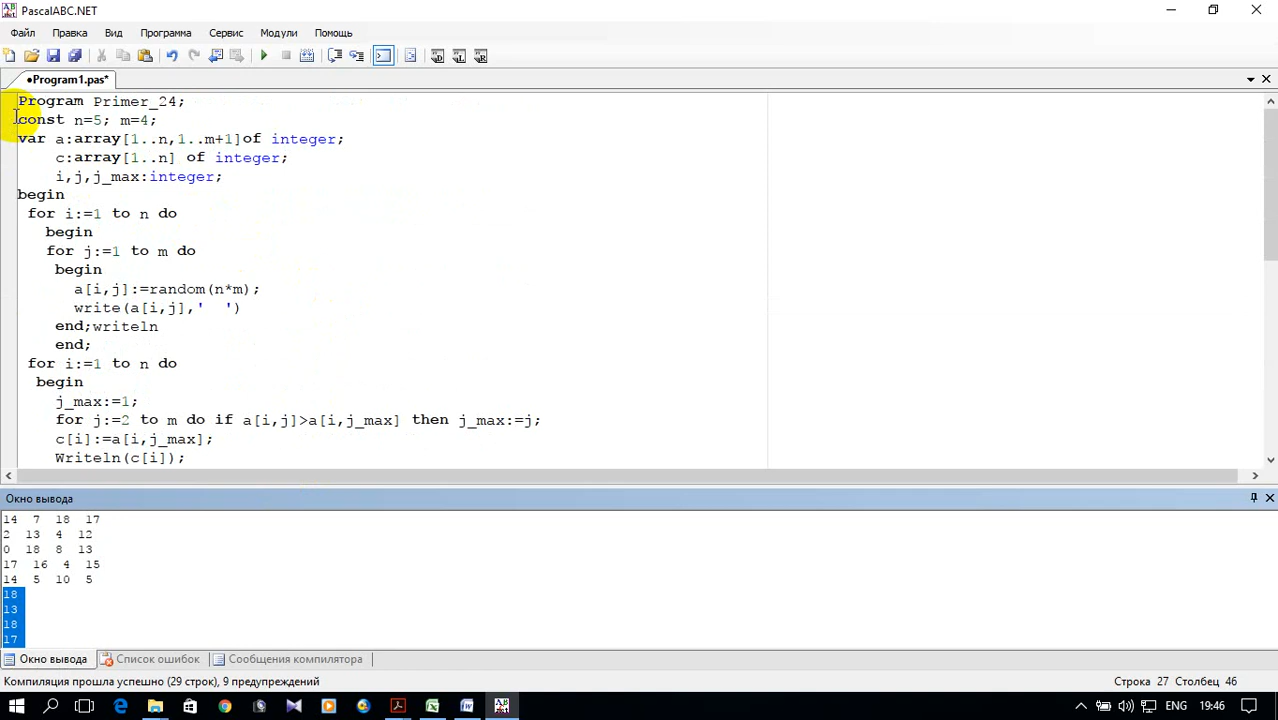 PascalABC.NET
Файл Правка Вид Программа Сервис Модули Помощь
•Program1.pas*
Program Primer_24;
const n=5; m=4;
var a:array[1..n,1..m+1]of integer;
c:array[1..n] of integer;
i,j,j_max:integer;
begin
for i:=1 to n do
begin
for j:=1 to m do
begin
a[i,j]:=random(n*m);
write(a[i,j],'  ')
end;writeln
end;
for i:=1 to n do
begin
j_max:=1;
for j:=2 to m do if a[i,j]>a[i,j_max] then j_max:=j;
c[i]:=a[i,j_max];
Writeln(c[i]);
Окно вывода
14 7 18 17
2 13 4 12
0 18 8 13
17 16 4 15
14 5 10 5
18
13
18
17
Окно вывода Список ошибок Сообщения компилятора
Компиляция прошла успешно (29 строк), 9 предупреждений Строка 27 Столбец 46
ENG 19:46